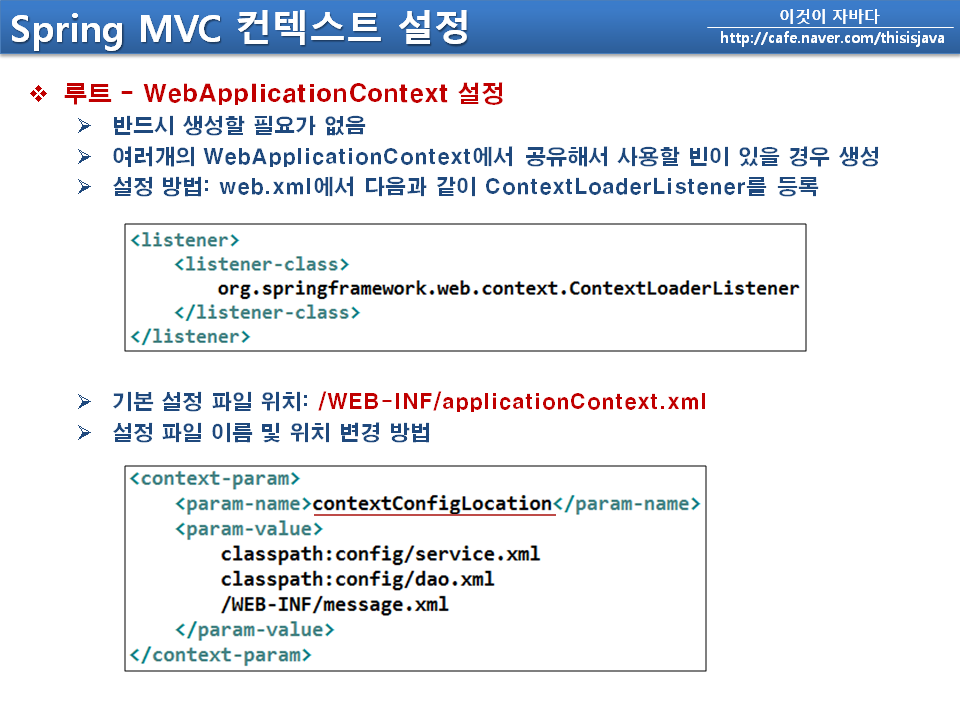 Spring MVC 컨텍스트 설정
이것이 자바다
http://cafe.naver.com/thisisjava
❖ 루트 - WebApplicationContext 설정
➢ 반드시 생성할 필요가 없음
➢ 여러개의 WebApplicationContext에서 공유해서 사용할 빈이 있을 경우 생성
➢ 설정 방법: web.xml에서 다음과 같이 ContextLoaderListener를 등록
<listener>
<listener-class>
org.springframework.web.context.ContextLoaderListener
</listener-class>
</listener>
➢ 기본 설정 파일 위치: /WEB-INF/applicationContext.xml
➢ 설정 파일 이름 및 위치 변경 방법
<context-param>
<param-name>contextConfigLocation</param-name>
<param-value>
classpath:config/service.xml
classpath:config/dao.xml
/WEB-INF/message.xml
</param-value>
</context-param>